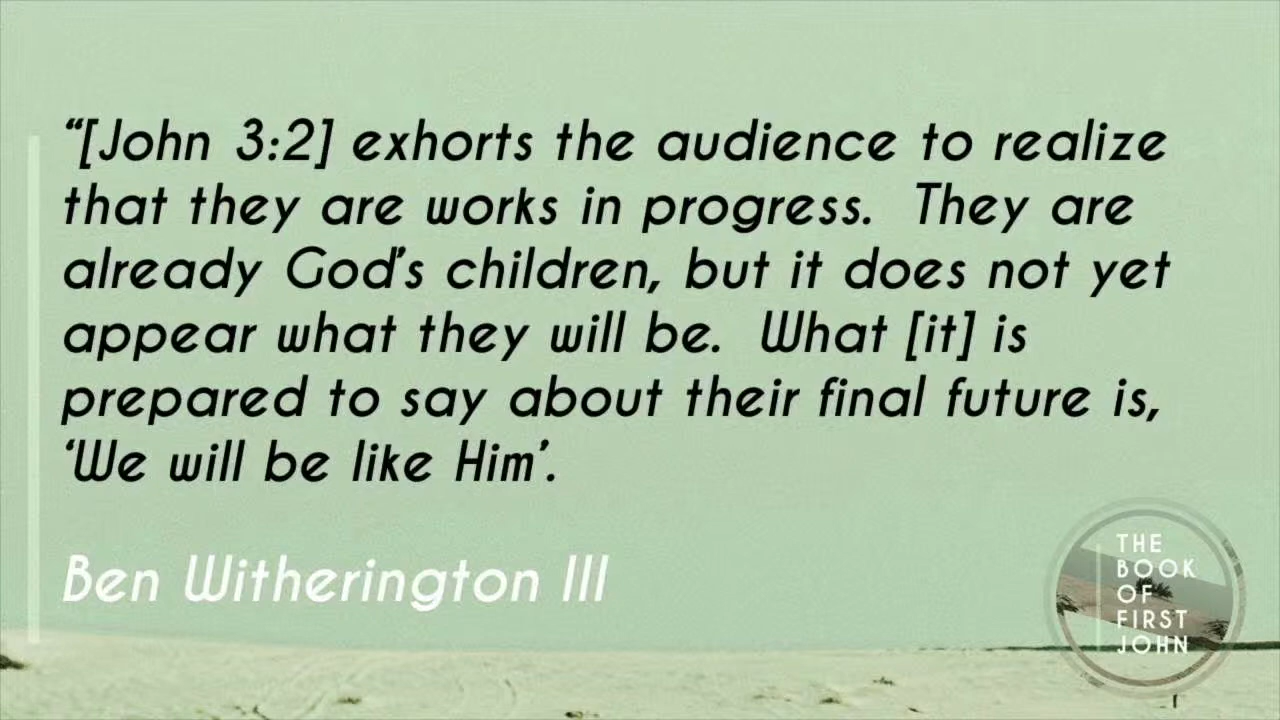 “[John 3:2] exhorts the audience to realize
that they are works in progress.  They are
already God’s children, but it does not yet
appear what they will be.  What [it] is
prepared to say about their final future is,
‘We will be like Him’.
Ben Witherington III
THE
BOOK
OF
FIRST
JOHN